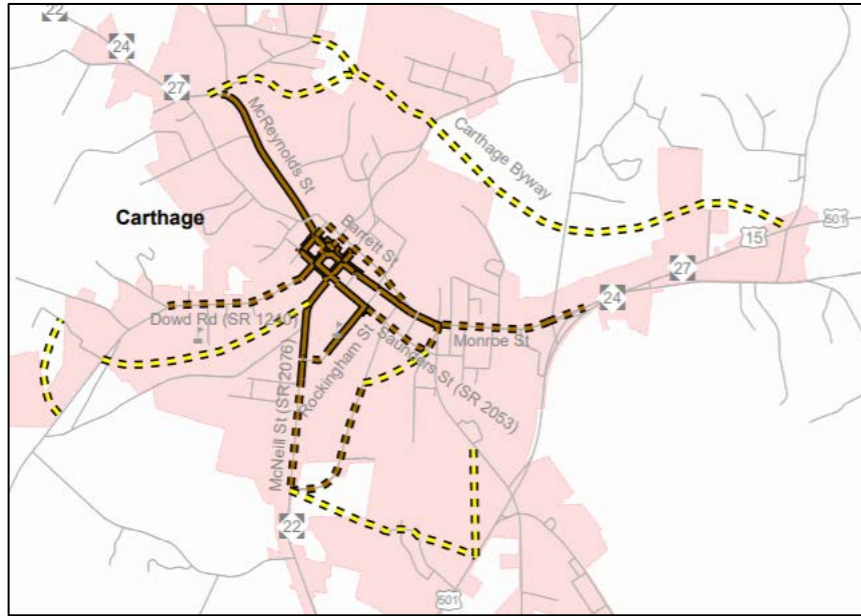 22
24
27
McReynolds St
Carthage Byway
Carthage
Barrett St
501
15
27
24
Dowd Rd (SR 1240)
Monroe St
McNeill St (SR 2076)
Rockingham St
Saunders St (SR 2053)
22
501